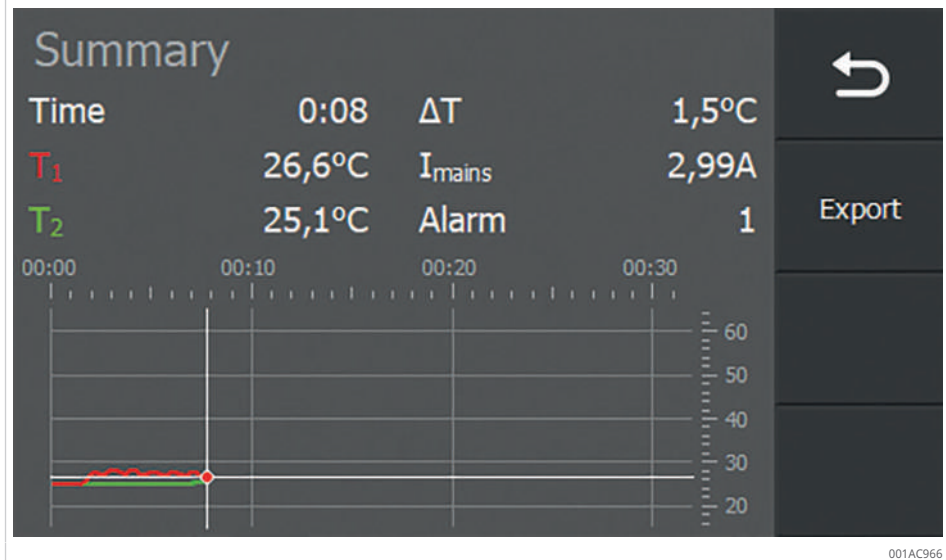 Summary
Time 0:08 ΔT 1,5°C
T1 26,6°C Imains 2,99A
T2 25,1°C Alarm 1
Export
00:00 00:10 00:20 00:30
60
50
40
30
20
001AC966